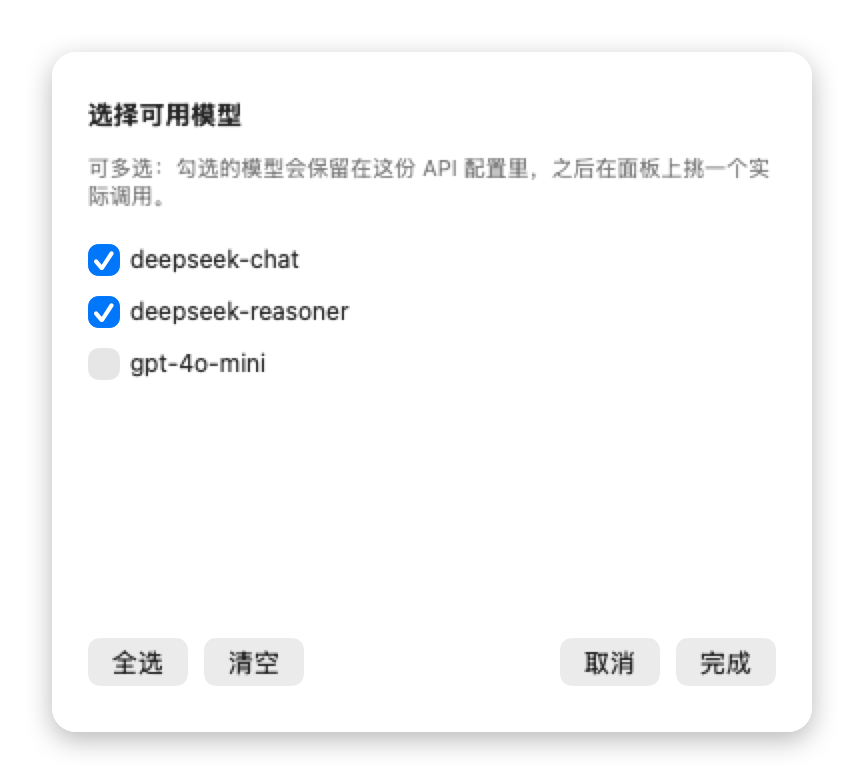 选择可用模型
可多选：勾选的模型会保留在这份 API 配置里，之后在面板上挑一个实
际调用。
deepseek-chat
deepseek-reasoner
gpt-4o-mini
全选 清空 取消 完成